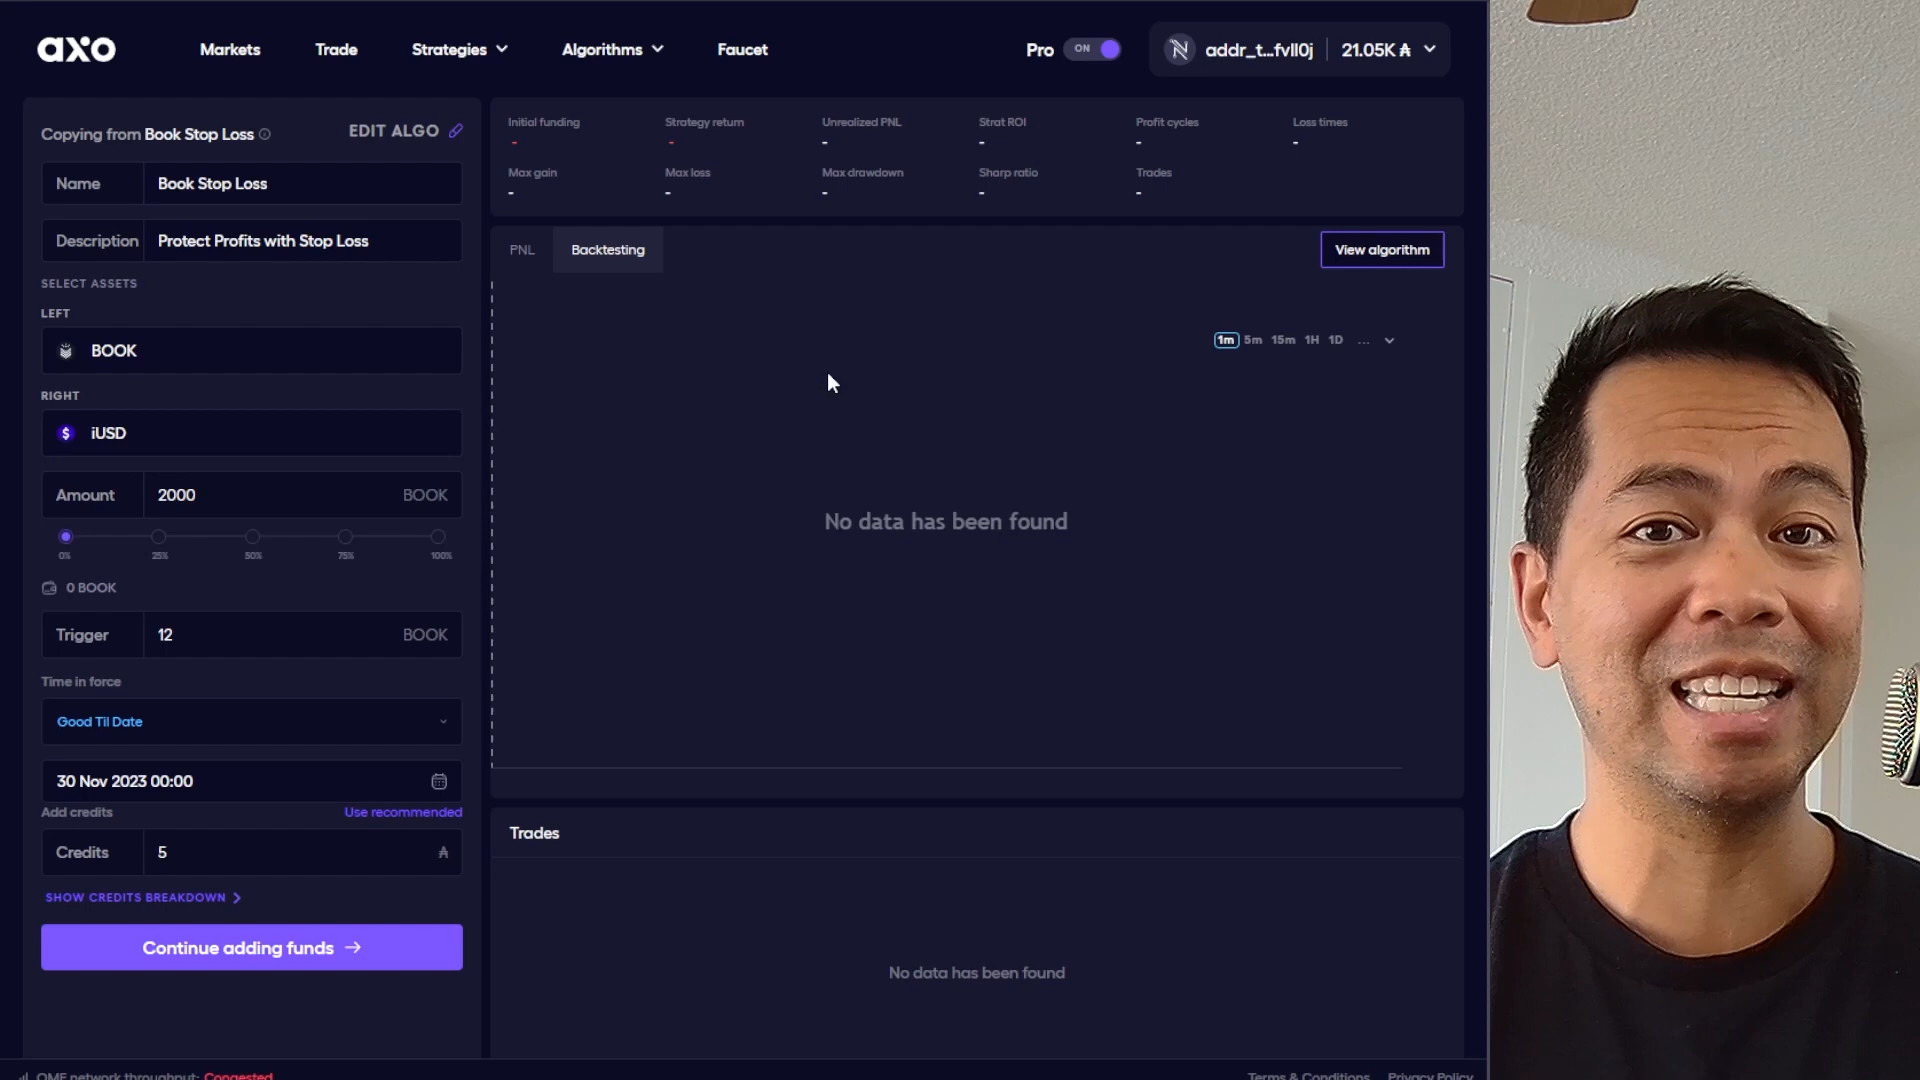 axo
Markets
Trade
Strategies
Algorithms
Faucet
Pro
ON
addr_t...fvll0j
21.05K ₳
Copying from Book Stop Loss
EDIT ALGO
Name
Book Stop Loss
Description
Protect Profits with Stop Loss
SELECT ASSETS
LEFT
BOOK
RIGHT
$
iUSD
Amount
2000
BOOK
0%
25%
50%
75%
100%
0 BOOK
Trigger
12
BOOK
Time in force
Good Til Date
30 Nov 2023 00:00
Add credits
Use recommended
Credits
5
₳
SHOW CREDITS BREAKDOWN
Continue adding funds →
Initial funding
-
Strategy return
-
Unrealized PNL
-
Strat ROI
-
Profit cycles
-
Loss times
-
Max gain
-
Max loss
-
Max drawdown
-
Sharp ratio
-
Trades
-
PNL
Backtesting
View algorithm
1m 5m 15m 1H 1D ...
No data has been found
Trades
No data has been found
OMF network throughput: Congested
Terms & Conditions
Privacy Policy